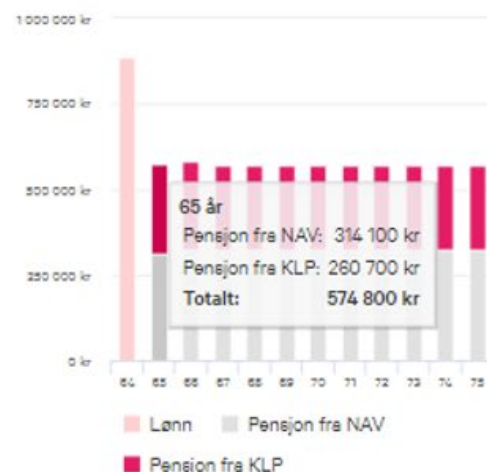 1 000 000 kr
750 000 kr
500 000 kr
250 000 kr
0 kr
65 år
Pensjon fra NAV: 314 100 kr
Pensjon fra KLP: 260 700 kr
Totalt: 574 800 kr
64 65 66 67 68 69 70 71 72 73 74 75
Lønn Pensjon fra NAV
Pensjon fra KLP